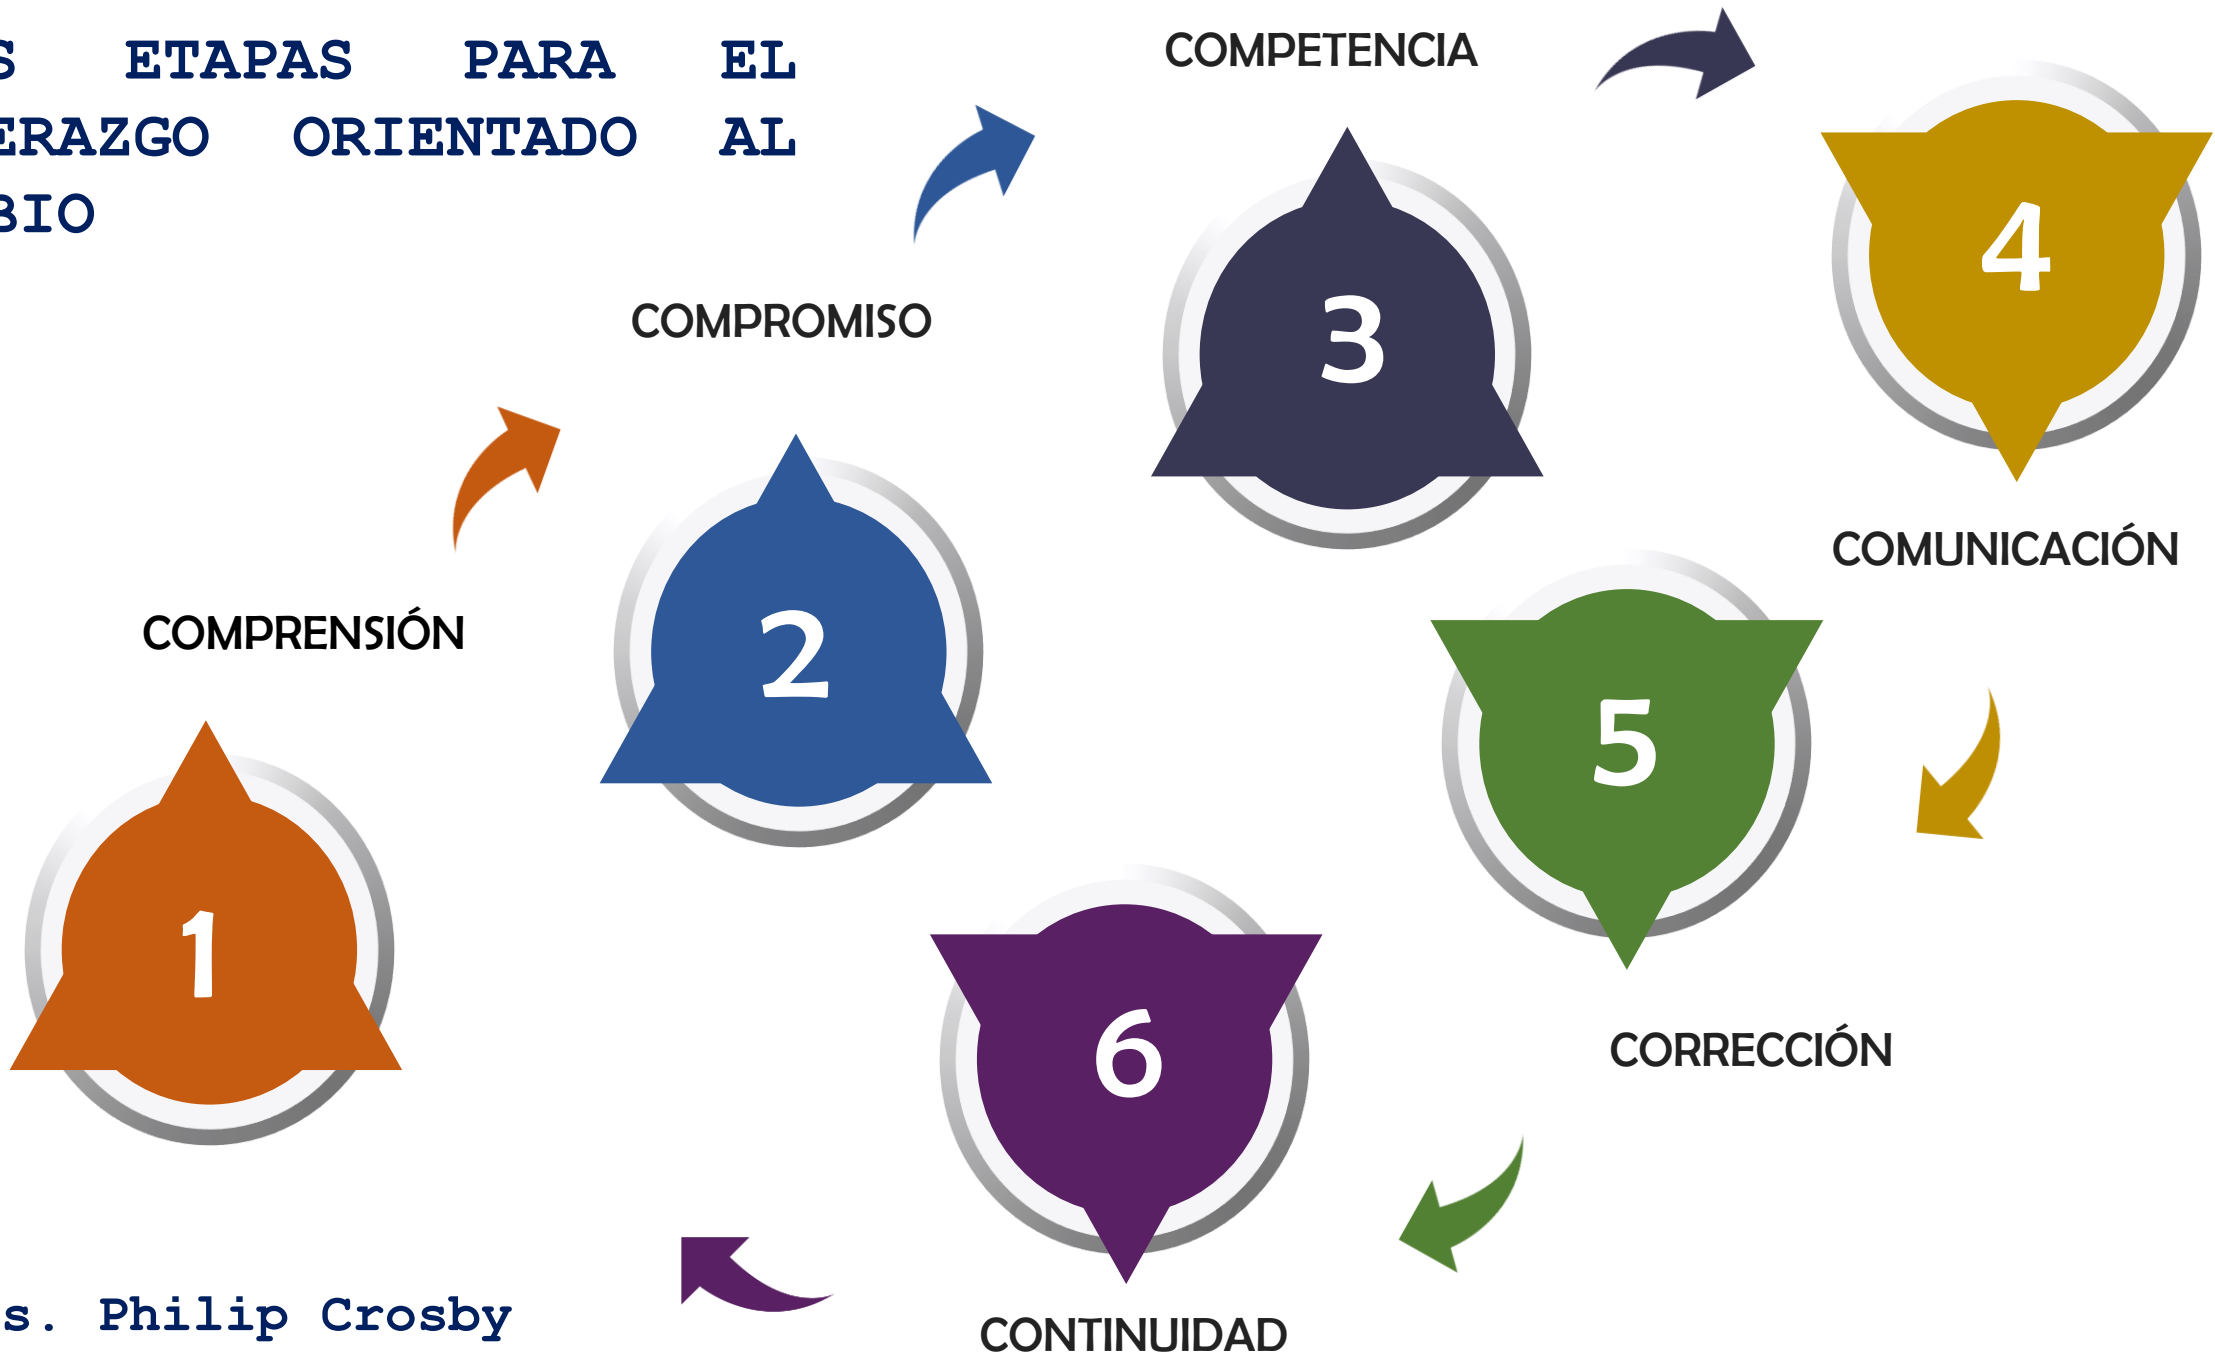 S ETAPAS PARA EL
ERAZGO ORIENTADO AL
BIO
COMPRENSIÓN
1
COMPROMISO
2
COMPETENCIA
3
4
COMUNICACIÓN
5
CORRECCIÓN
6
CONTINUIDAD
s. Philip Crosby